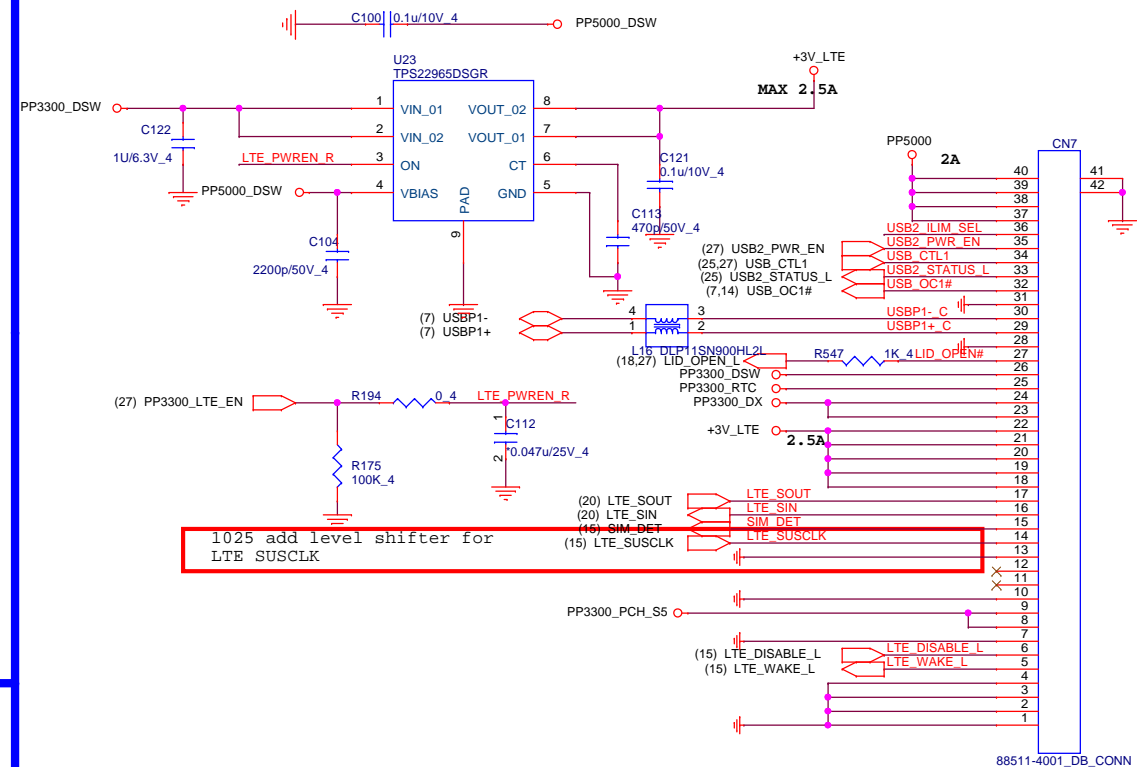 C100 0.1u/10V_4 PP5000_DSW
U23
TPS22965DSGR
+3V_LTE
MAX 2.5A
PP3300_DSW 1 VIN_01 VOUT_02 8
C122
1U/6.3V_4
2 VIN_02 VOUT_01 7
LTE_PWREN_R 3 ON CT 6
PP5000_DSW 4 VBIAS GND 5
PAD
9
C121
0.1u/10V_4
C113
470p/50V_4
C104
2200p/50V_4
PP5000
2A
CN7
40
39
38
37
41
42
USB2_ILIM_SEL 36
(27) USB2_PWR_EN USB2_PWR_EN 35
(25,27) USB_CTL1 USB_CTL1 34
(25) USB2_STATUS_L USB2_STATUS_L 33
(7,14) USB_OC1# USB_OC1# 32
31
(7) USBP1- 4 3 USBP1-_C 30
(7) USBP1+ 1 2 USBP1+_C 29
28
L16 DLP11SN900HL2L
(18,27) LID_OPEN_L R547 1K_4 LID_OPEN# 27
PP3300_DSW 26
PP3300_RTC 25
PP3300_DX 24
23
+3V_LTE 22
2.5A
21
20
19
18
(27) PP3300_LTE_EN R194 0_4 LTE_PWREN_R
1
C112
*0.047u/25V_4
2
R175
100K_4
(20) LTE_SOUT LTE_SOUT 17
(20) LTE_SIN LTE_SIN 16
(15) SIM_DET SIM_DET 15
(15) LTE_SUSCLK LTE_SUSCLK 14
1025 add level shifter for
LTE SUSCLK
13
12
11
10
PP3300_PCH_S5 9
8
7
(15) LTE_DISABLE_L LTE_DISABLE_L 6
(15) LTE_WAKE_L LTE_WAKE_L 5
4
3
2
1
88511-4001_DB_CONN